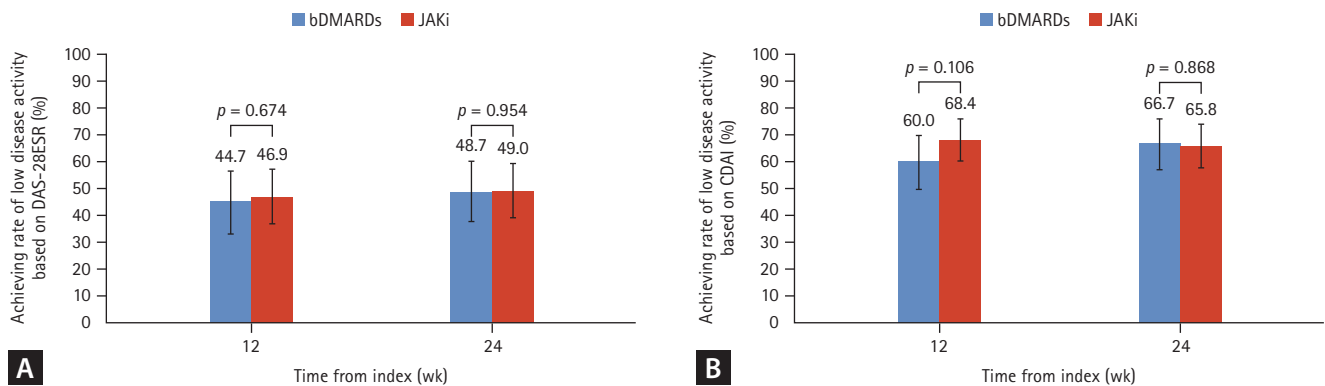 bDMARDs JAKi
Achieving rate of low disease activity
based on DAS-28ESR (%)
100
90
80
70
60
50
40
30
20
10
0
p = 0.674
44.7 46.9
p = 0.954
48.7 49.0
12 24
Time from index (wk)
A
bDMARDs JAKi
Achieving rate of low disease activity
based on CDAI (%)
100
90
80
70
60
50
40
30
20
10
0
p = 0.106
60.0 68.4
p = 0.868
66.7 65.8
12 24
Time from index (wk)
B